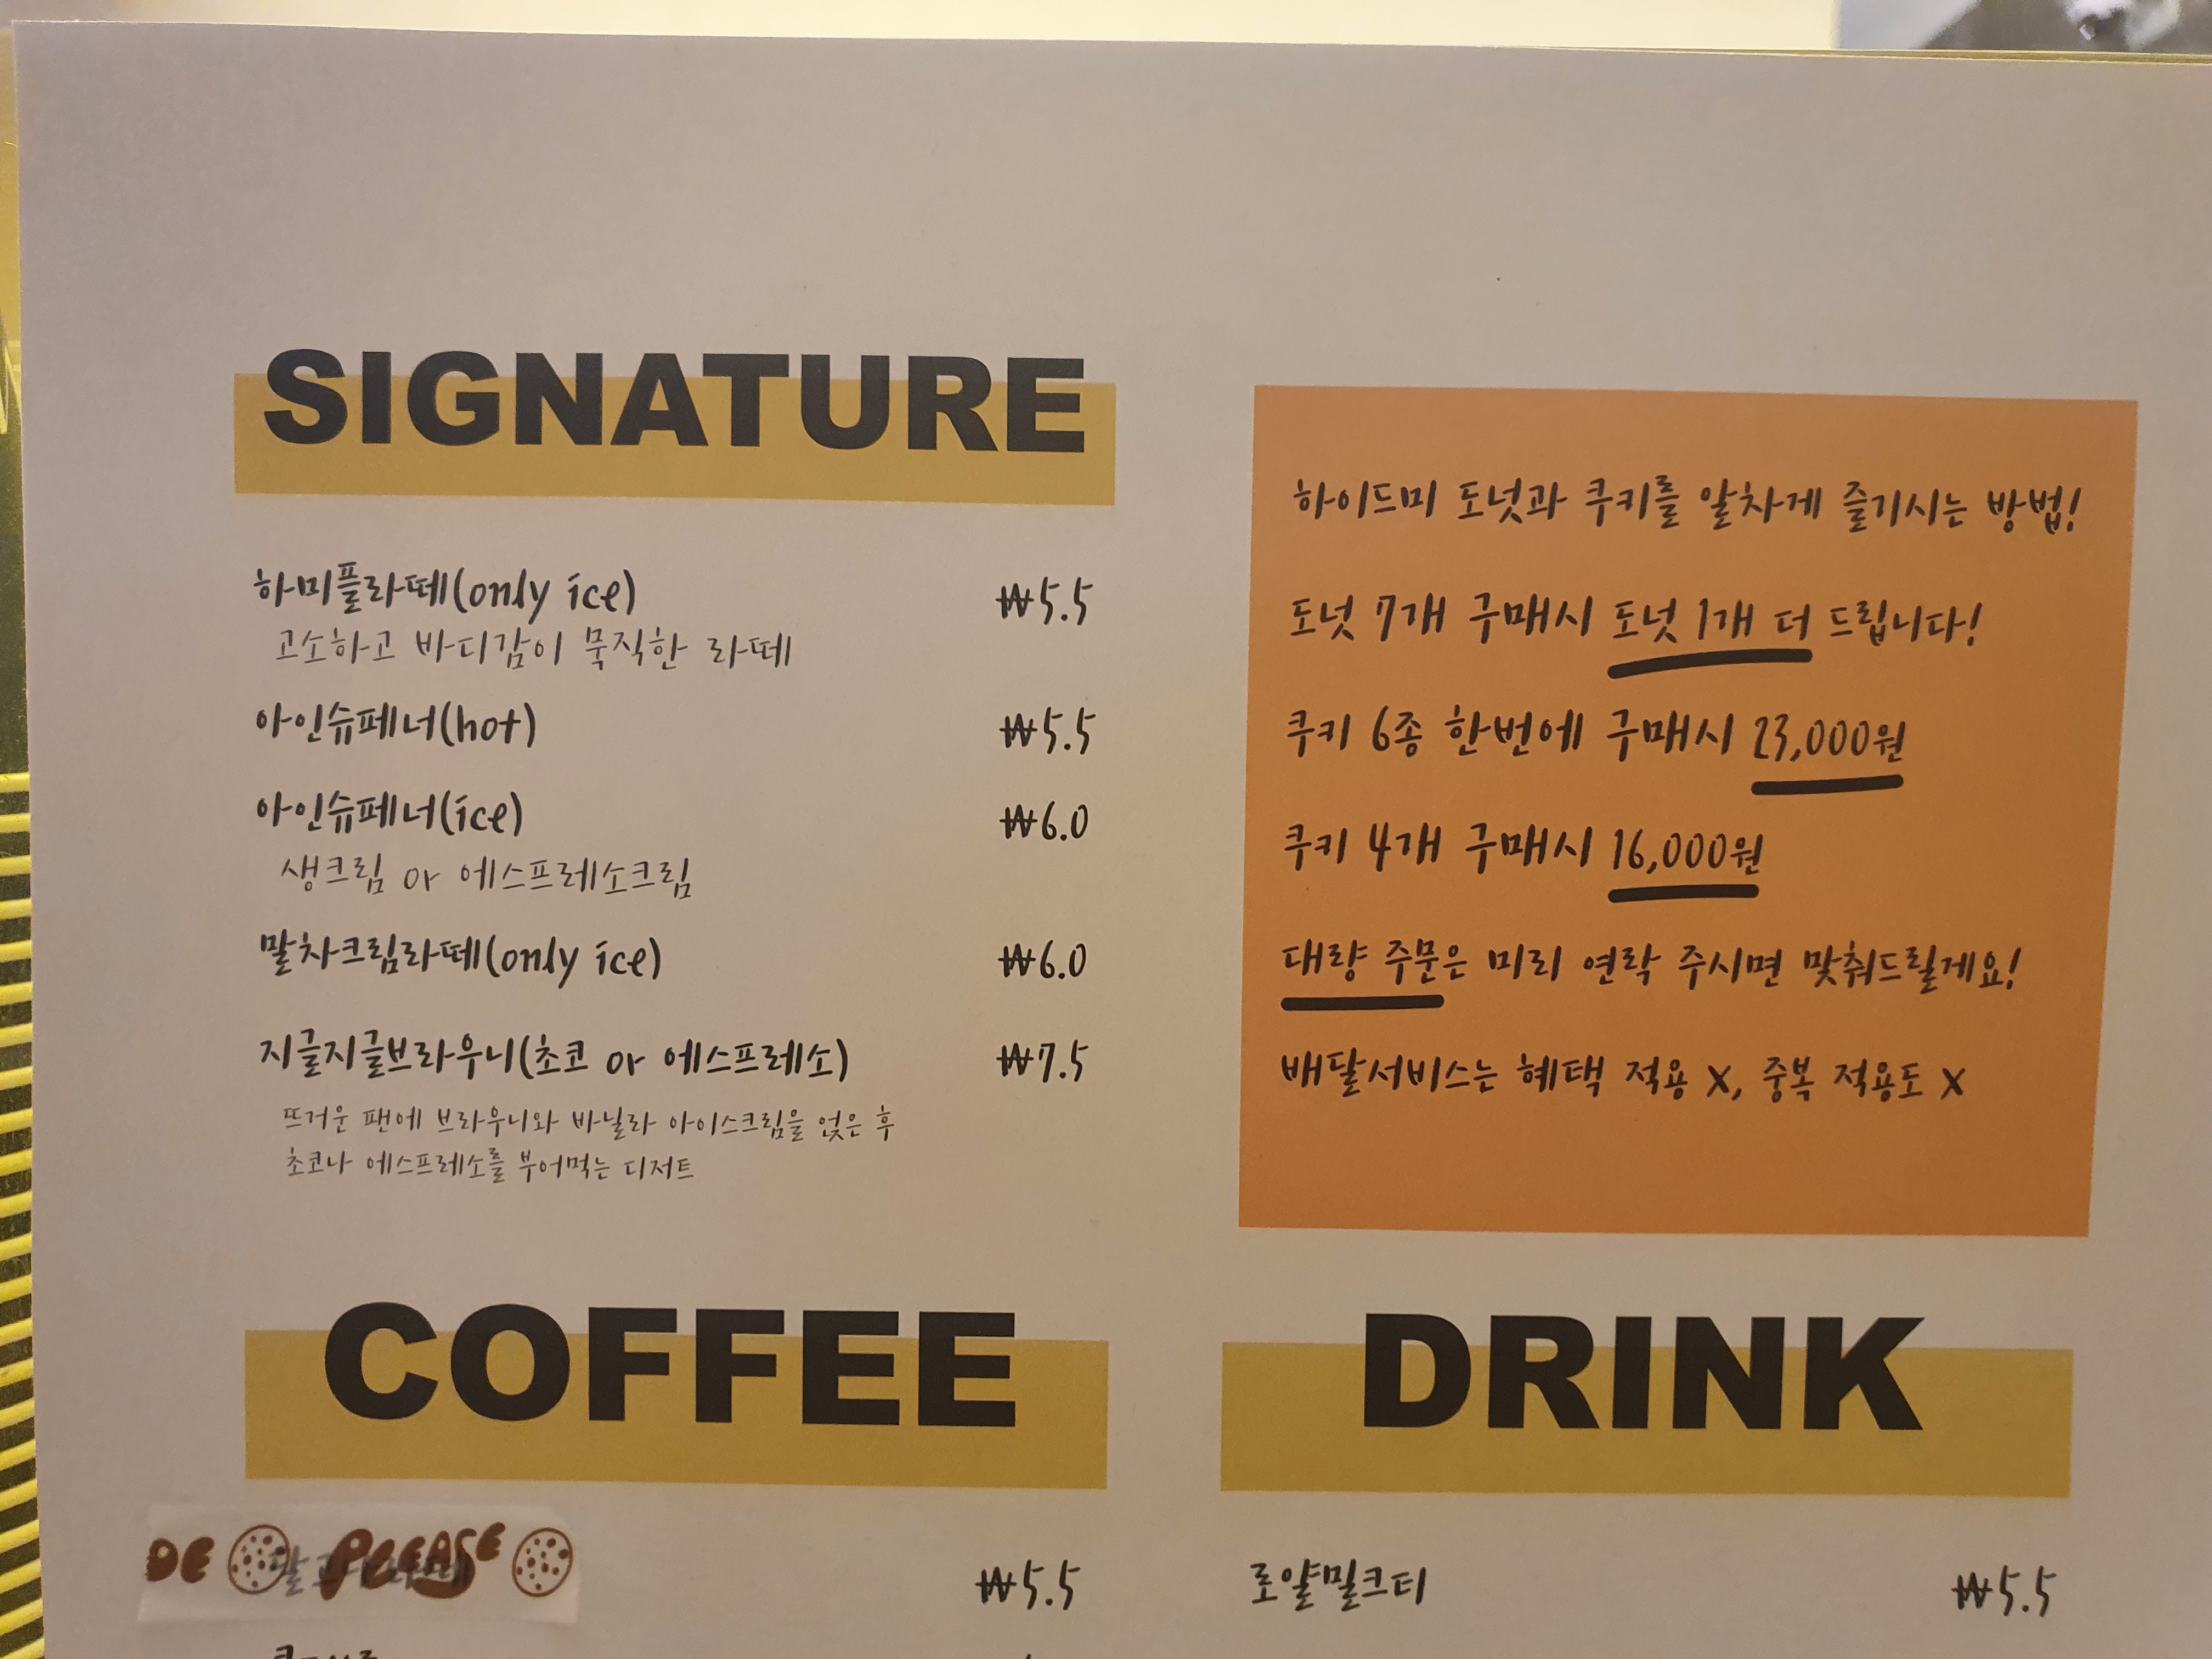 SIGNATURE
하미플라떼(only ice) ₩5.5
고소하고 바디감이 묵직한 라떼
아인슈페너(hot) ₩5.5
아인슈페너(ice) ₩6.0
생크림 or 에스프레소크림
말차크림라떼(only ice) ₩6.0
지글지글브라우니(초코 or 에스프레소) ₩7.5
뜨거운 팬에 브라우니와 바닐라 아이스크림을 얹은 후
초코나 에스프레소를 부어먹는 디저트
하이드미 도넛과 쿠키를 알차게 즐기시는 방법!
도넛 7개 구매시 도넛 1개 더 드립니다!
쿠키 6종 한번에 구매시 23,000원
쿠키 4개 구매시 16,000원
대량 주문은 미리 연락 주시면 맞춰드릴게요!
배달서비스는 혜택 적용 X, 중복 적용도 X
COFFEE
DE PLEASE
₩5.5
DRINK
로얄밀크티 ₩5.5